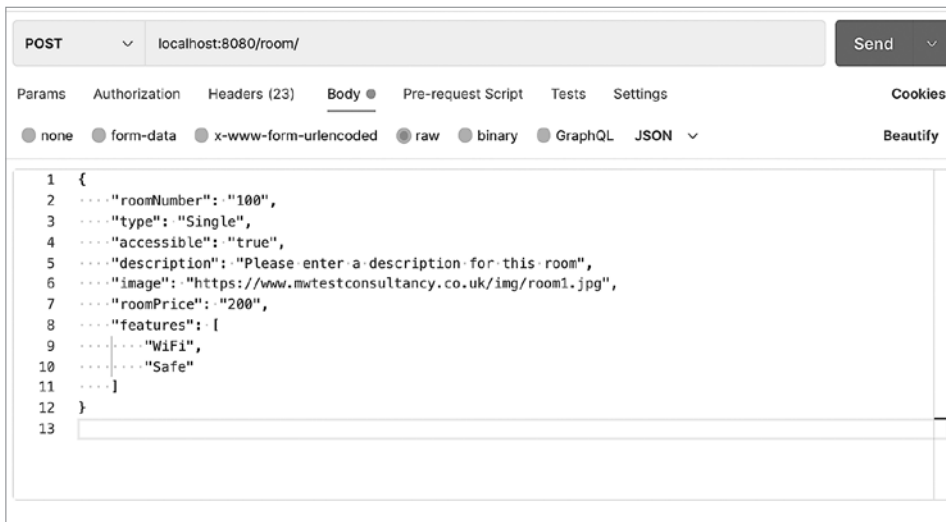 POST localhost:8080/room/ Send
Params Authorization Headers (23) Body Pre-request Script Tests Settings Cookies
none form-data x-www-form-urlencoded raw binary GraphQL JSON Beautify
1 {
2 "roomNumber": "100",
3 "type": "Single",
4 "accessible": "true",
5 "description": "Please enter a description for this room",
6 "image": "https://www.mwtestconsultancy.co.uk/img/room1.jpg",
7 "roomPrice": "200",
8 "features": [
9 "WiFi",
10 "Safe"
11 ]
12 }
13